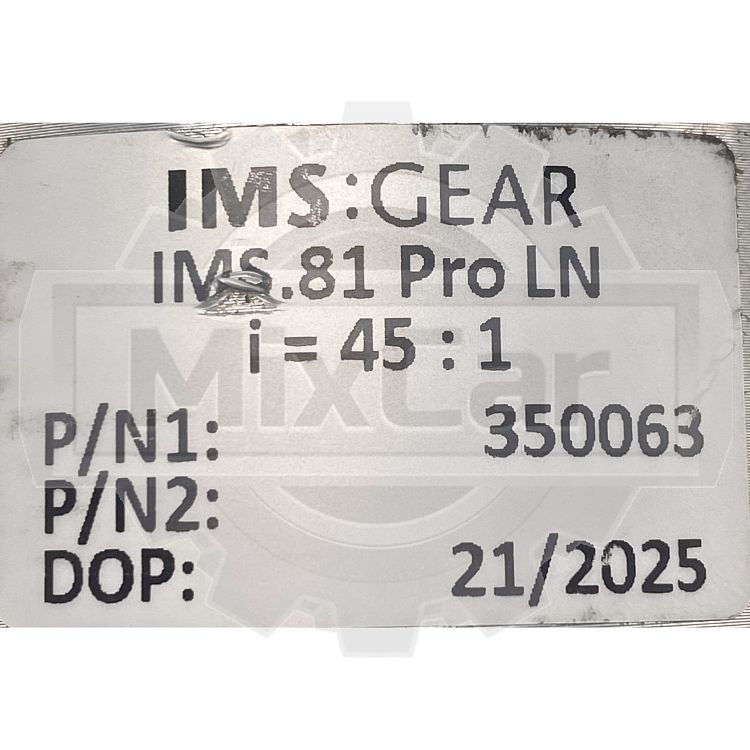 IMS:GEAR
IMS.81 Pro LN
i = 45 : 1
P/N1: 350063
P/N2:
DOP: 21/2025
MixCar